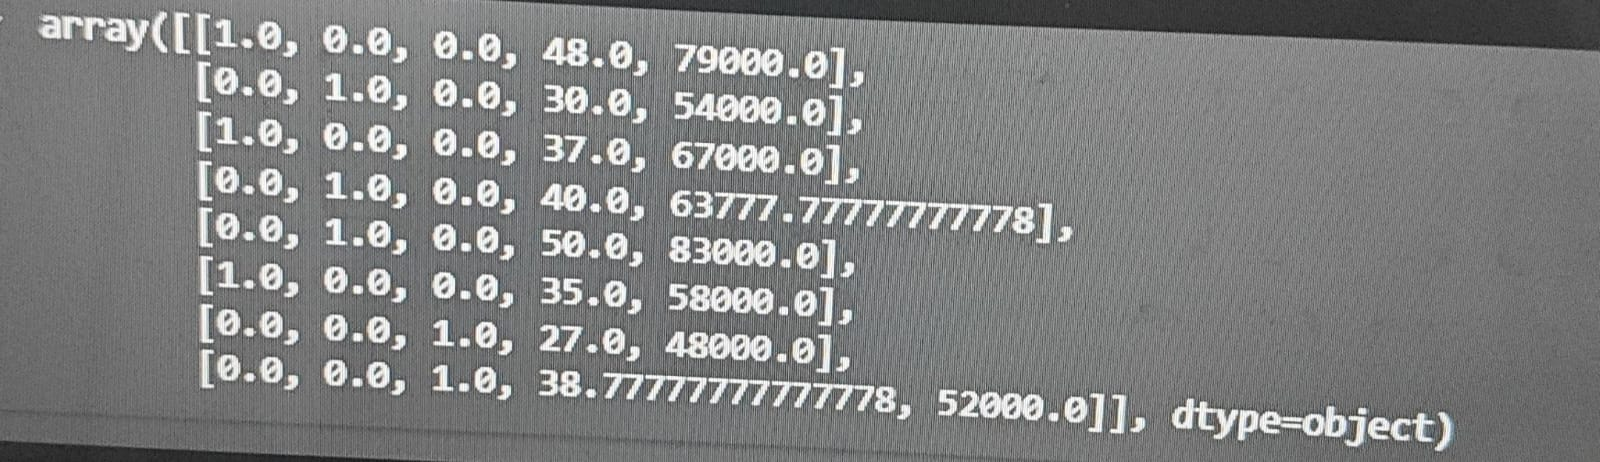 array([[1.0, 0.0, 0.0, 48.0, 79000.0],
[0.0, 1.0, 0.0, 30.0, 54000.0],
[1.0, 0.0, 0.0, 37.0, 67000.0],
[0.0, 1.0, 0.0, 40.0, 63777.77777777778],
[0.0, 1.0, 0.0, 50.0, 83000.0],
[1.0, 0.0, 0.0, 35.0, 58000.0],
[0.0, 0.0, 1.0, 27.0, 48000.0],
[0.0, 0.0, 1.0, 38.77777777777778, 52000.0]], dtype=object)